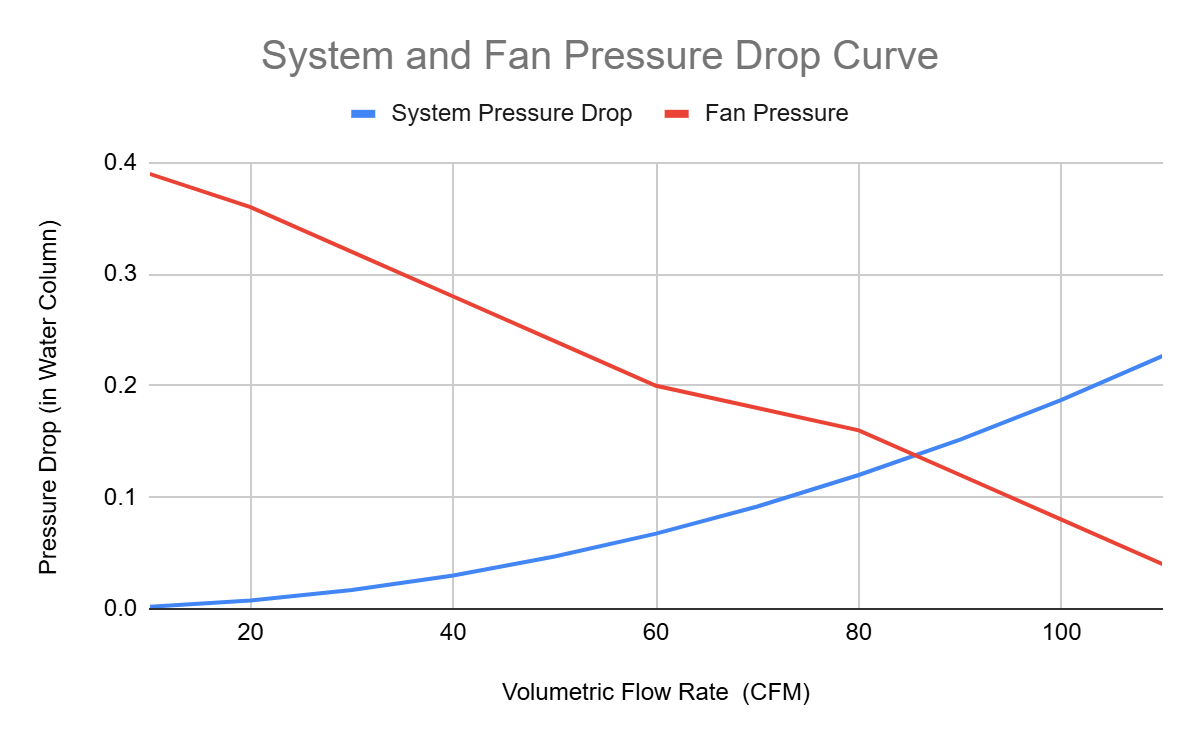 System and Fan Pressure Drop Curve
System Pressure Drop
Fan Pressure
0.4
0.3
0.2
0.1
0.0
Pressure Drop (in Water Column)
20
40
60
80
100
Volumetric Flow Rate  (CFM)